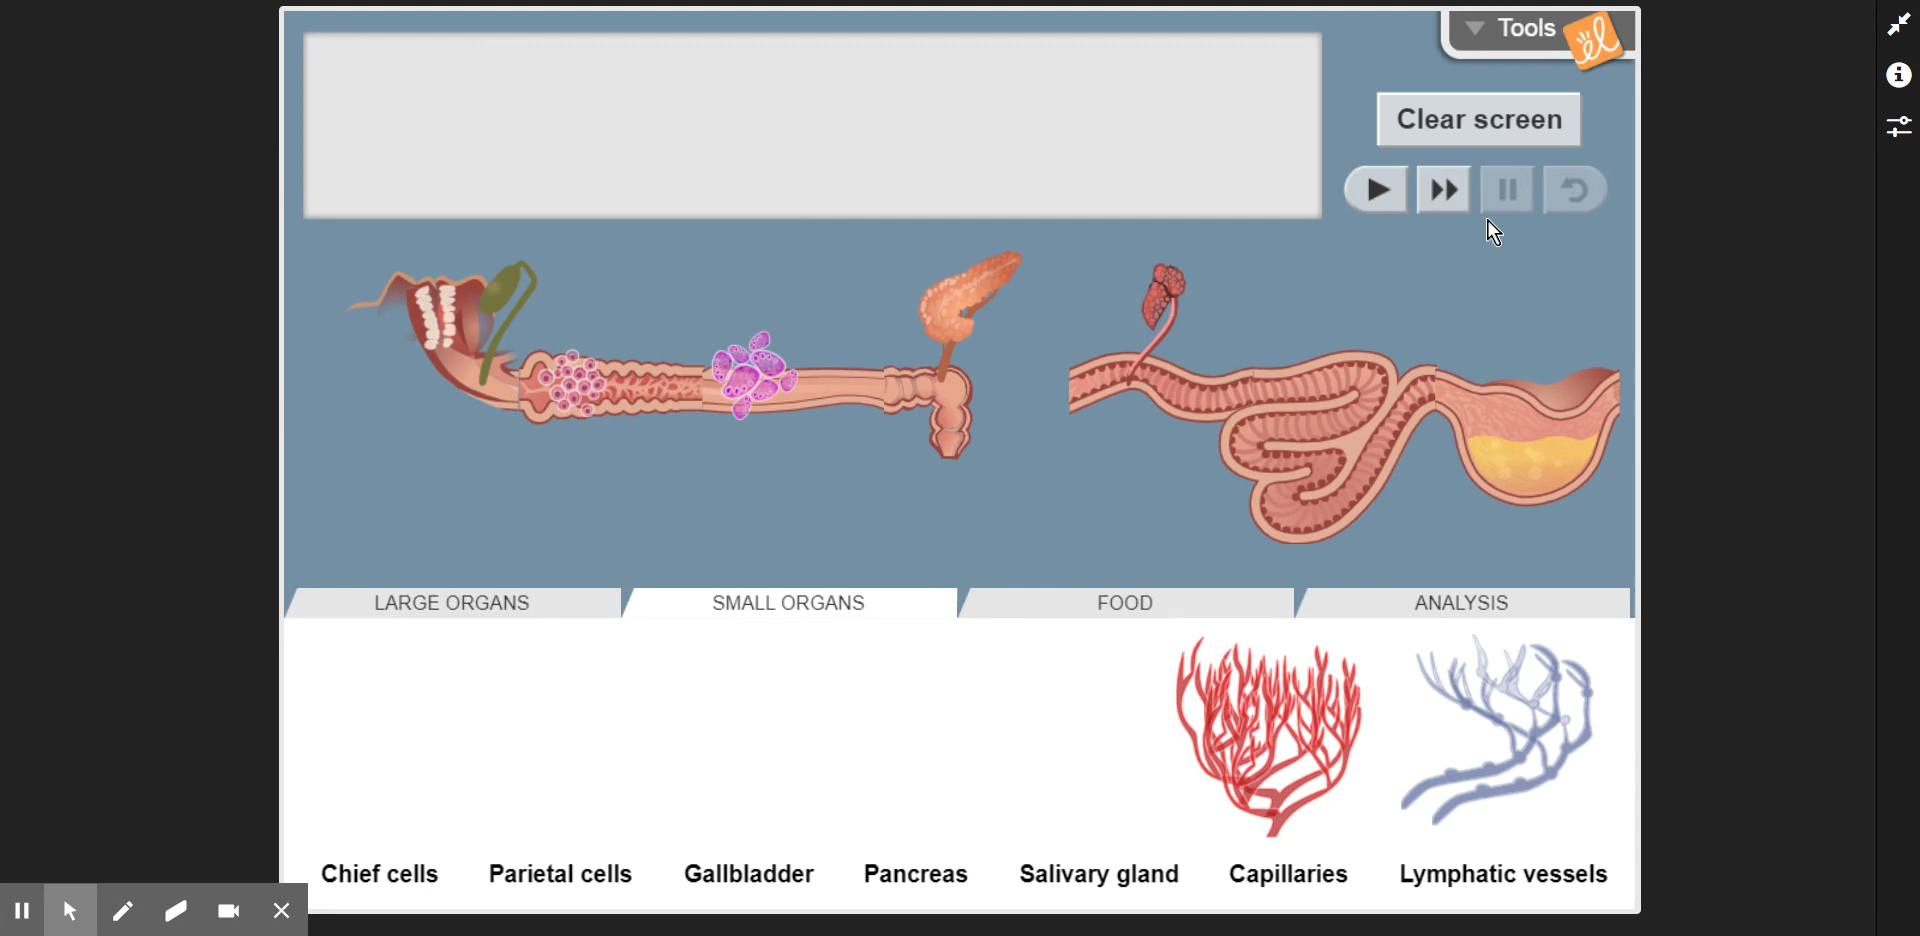 Tools
el
Clear screen
LARGE ORGANS
SMALL ORGANS
FOOD
ANALYSIS
Chief cells
Parietal cells
Gallbladder
Pancreas
Salivary gland
Capillaries
Lymphatic vessels